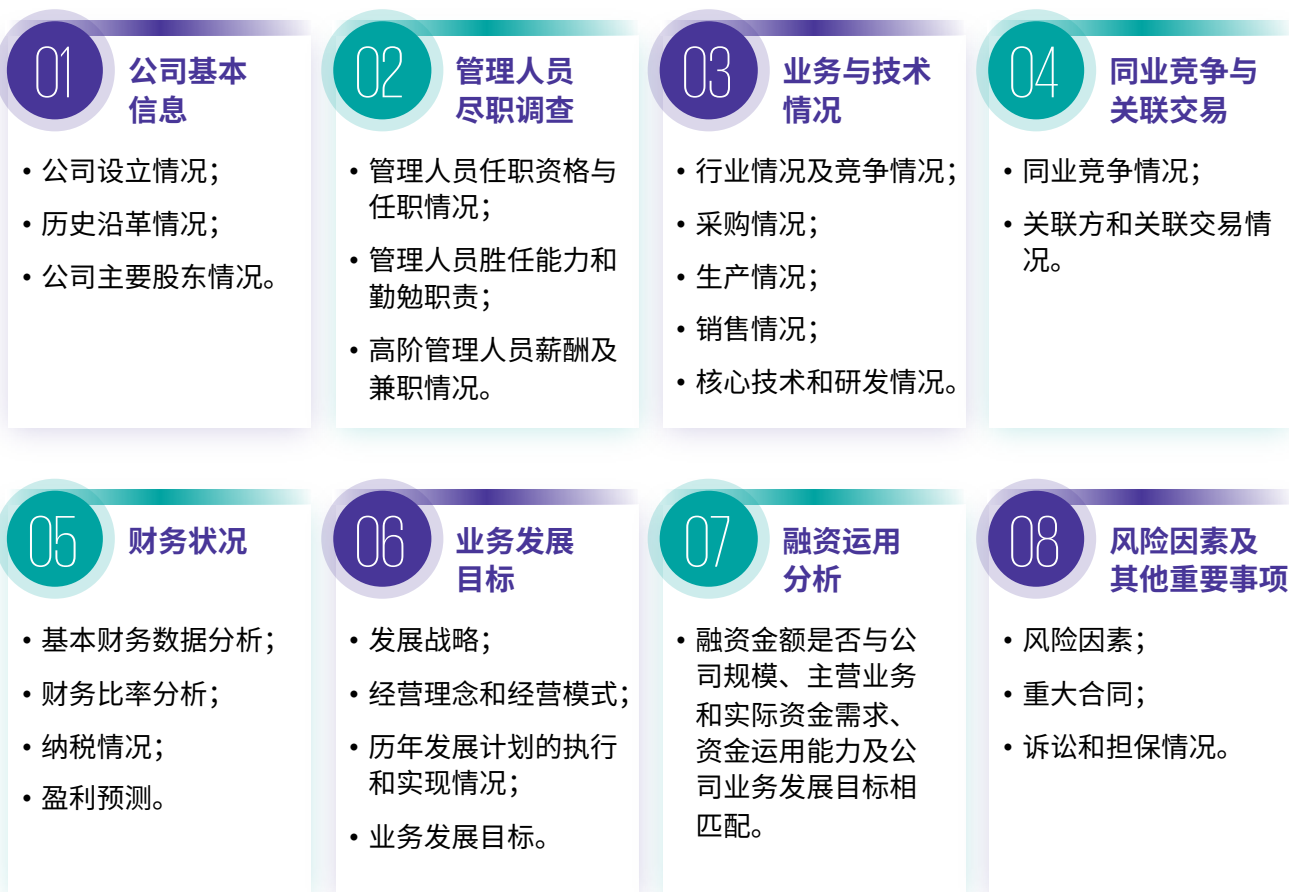 01
公司基本
信息
• 公司设立情况；
• 历史沿革情况；
• 公司主要股东情况。
02
管理人员
尽职调查
• 管理人员任职资格与
任职情况；
• 管理人员胜任能力和
勤勉职责；
• 高阶管理人员薪酬及
兼职情况。
03
业务与技术
情况
• 行业情况及竞争情况；
• 采购情况；
• 生产情况；
• 销售情况；
• 核心技术和研发情况。
04
同业竞争与
关联交易
• 同业竞争情况；
• 关联方和关联交易情
况。
05
财务状况
• 基本财务数据分析；
• 财务比率分析；
• 纳税情况；
• 盈利预测。
06
业务发展
目标
• 发展战略；
• 经营理念和经营模式；
• 历年发展计划的执行
和实现情况；
• 业务发展目标。
07
融资运用
分析
• 融资金额是否与公
司规模、主营业务
和实际资金需求、
资金运用能力及公
司业务发展目标相
匹配。
08
风险因素及
其他重要事项
• 风险因素；
• 重大合同；
• 诉讼和担保情况。